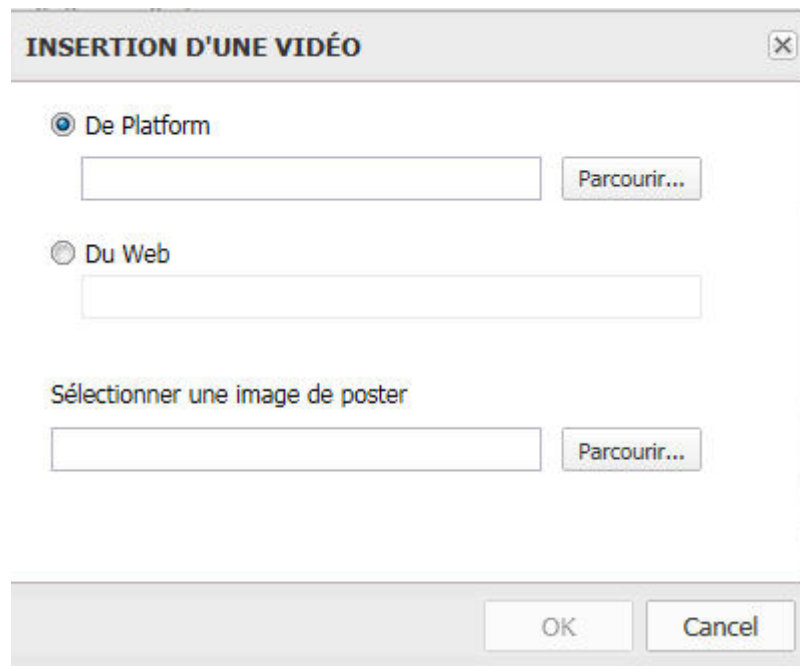 INSERTION D'UNE VIDÉO
De Platform
Parcourir...
Du Web
Sélectionner une image de poster
Parcourir...
OK
Cancel